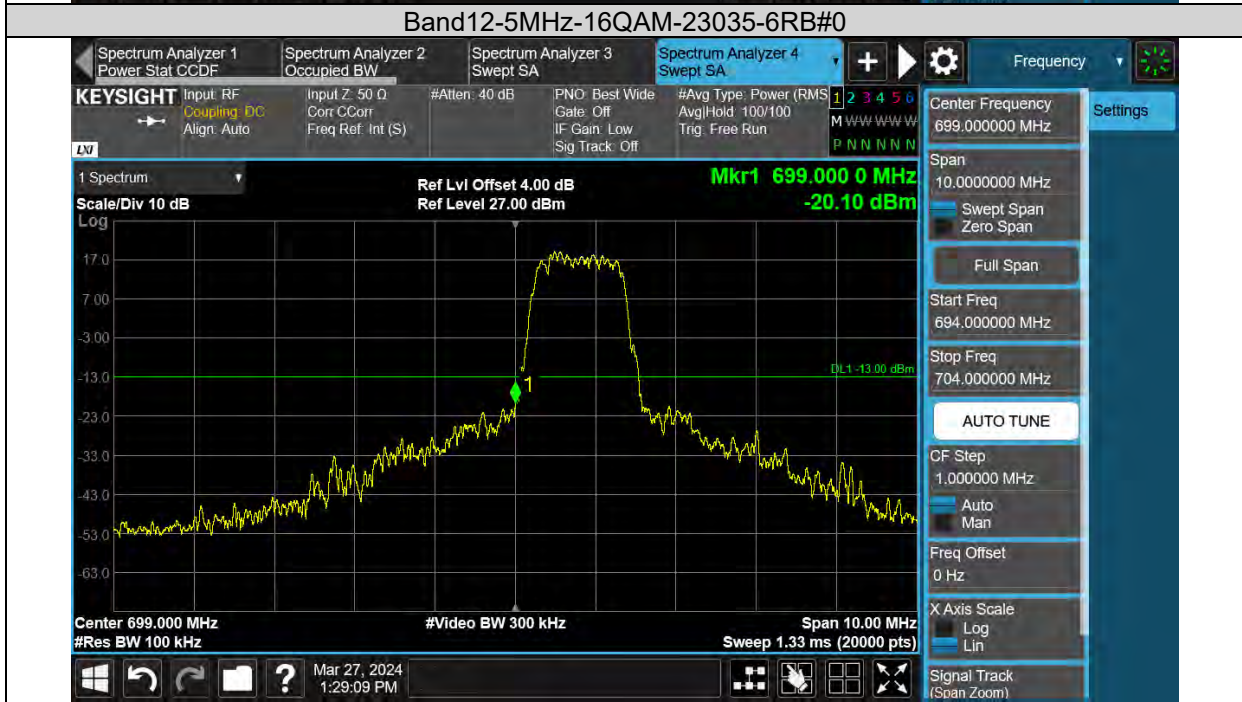 Band12-5MHz-16QAM-23035-6RB#0
Spectrum Analyzer 1
Power Stat CCDF
Spectrum Analyzer 2
Occupied BW
Spectrum Analyzer 3
Swept SA
Spectrum Analyzer 4
Swept SA
+
Frequency
KEYSIGHT
LXI
Input: RF
Coupling: DC
Align: Auto
Input Z: 50 Ω
Corr CCorr
Freq Ref: Int (S)
#Atten: 40 dB
PNO: Best Wide
Gate: Off
IF Gain: Low
Sig Track: Off
#Avg Type: Power (RMS
Avg|Hold: 100/100
Trig: Free Run
1 2 3 4 5 6
M W W W W W
P N N N N N
1 Spectrum
Scale/Div 10 dB
Log
Ref Lvl Offset 4.00 dB
Ref Level 27.00 dBm
Mkr1 699.000 0 MHz
-20.10 dBm
17.0
7.00
-3.00
-13.0
-23.0
-33.0
-43.0
-53.0
-63.0
DL1 -13.00 dBm
1
Center 699.000 MHz
#Res BW 100 kHz
#Video BW 300 kHz
Span 10.00 MHz
Sweep 1.33 ms (20000 pts)
Center Frequency
699.000000 MHz
Settings
Span
10.0000000 MHz
Swept Span
Zero Span
Full Span
Start Freq
694.000000 MHz
Stop Freq
704.000000 MHz
AUTO TUNE
CF Step
1.000000 MHz
Auto
Man
Freq Offset
0 Hz
X Axis Scale
Log
Lin
Signal Track
(Span Zoom)
?
Mar 27, 2024
1:29:09 PM